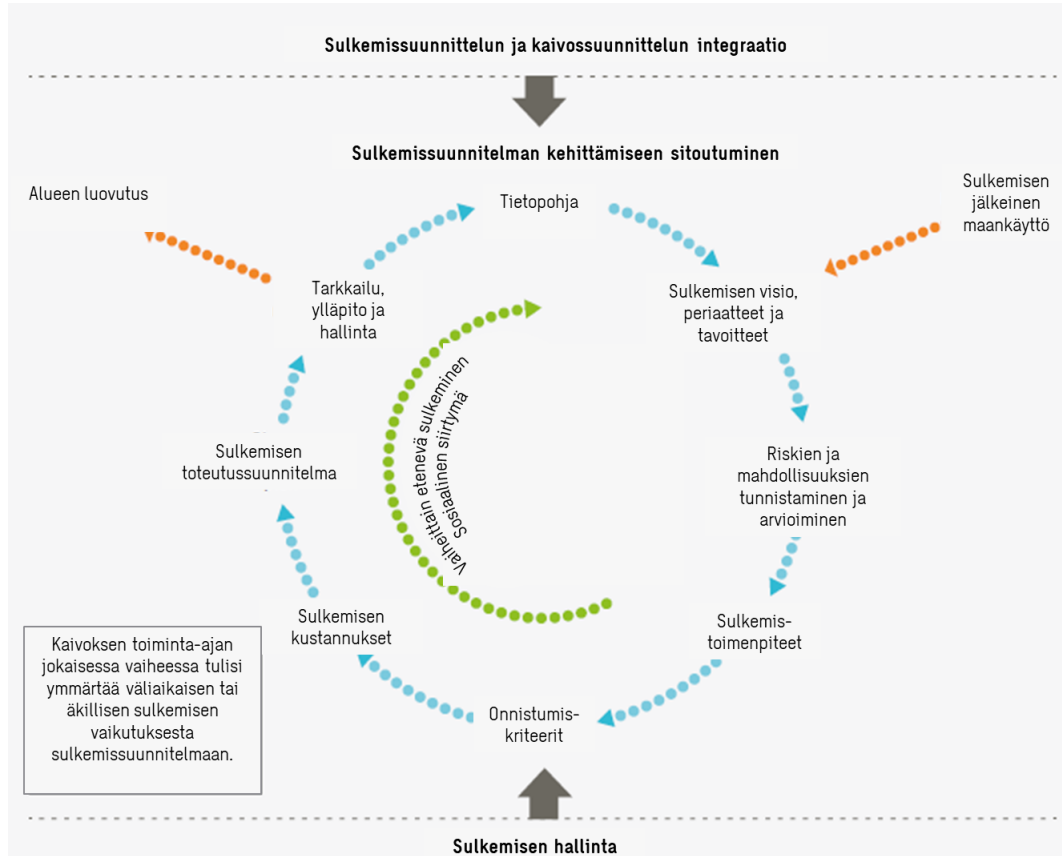 Sulkemissuunnittelun ja kaivossuunnittelun integraatio
Sulkemissuunnitelman kehittämiseen sitoutuminen
Tietopohja
Sulkemisen
jälkeinen
maankäyttö
Alueen luovutus
Sulkemisen visio,
periaatteet ja
tavoitteet
Riskien ja
mahdollisuuksien
tunnistaminen ja
arvioiminen
Sulkemis-
toimenpiteet
Onnistumis-
kriteerit
Sulkemisen
kustannukset
Sulkemisen
toteutussuunnitelma
Tarkkailu,
ylläpito ja
hallinta
Vaiheittain etenevä sulkeminen
Sosiaalinen siirtymä
Kaivoksen toiminta-ajan
jokaisessa vaiheessa tulisi
ymmärtää väliaikaisen tai
äkillisen sulkemisen
vaikutuksesta
sulkemissuunnitelmaan.
Sulkemisen hallinta